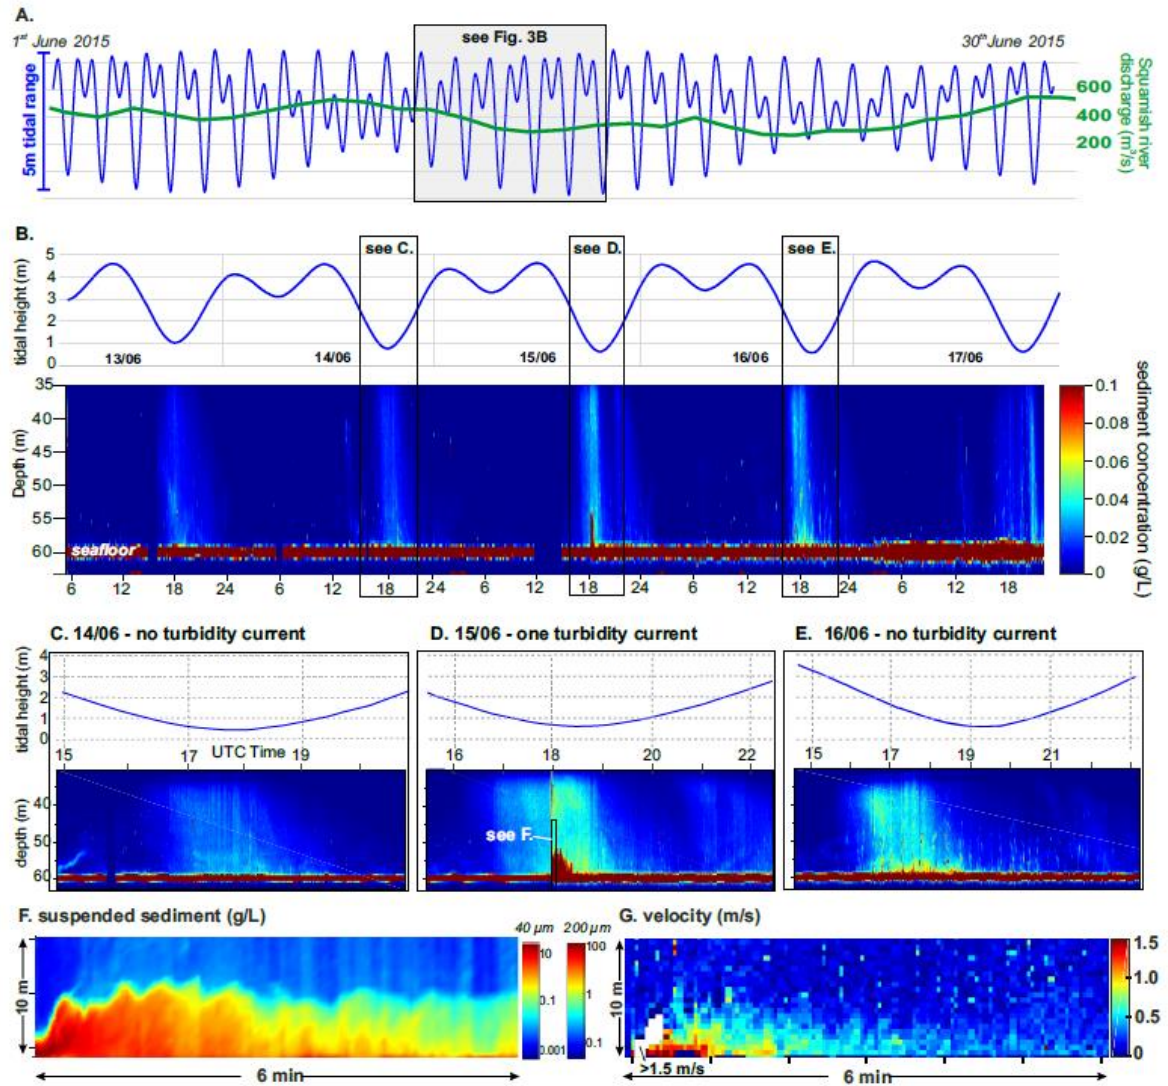 A.
1st June 2015
see Fig. 3B
30th June 2015
5m tidal range
600
400
200
Squamish river
discharge (m³/s)
B.
see C.
see D.
see E.
tidal height (m)
5
4
3
2
1
0
13/06
14/06
15/06
16/06
17/06
Depth (m)
35
40
45
50
55
60
seafloor
6 12 18 24 6 12 18 24 6 12 18 24 6 12 18 24 6 12 18
0.1
0.08
0.06
0.04
0.02
0
sediment concentration (g/L)
C. 14/06 - no turbidity current
D. 15/06 - one turbidity current
E. 16/06 - no turbidity current
tidal height (m)
4
3
2
1
0
15 17 UTC Time 19
16 18 20 22
15 17 19 21
depth (m)
40
50
60
see F.
F. suspended sediment (g/L)
40 µm 200 µm
10
0.1
0.001
100
1
0.1
10 m
6 min
G. velocity (m/s)
10 m
>1.5 m/s
6 min
1.5
1.0
0.5
0